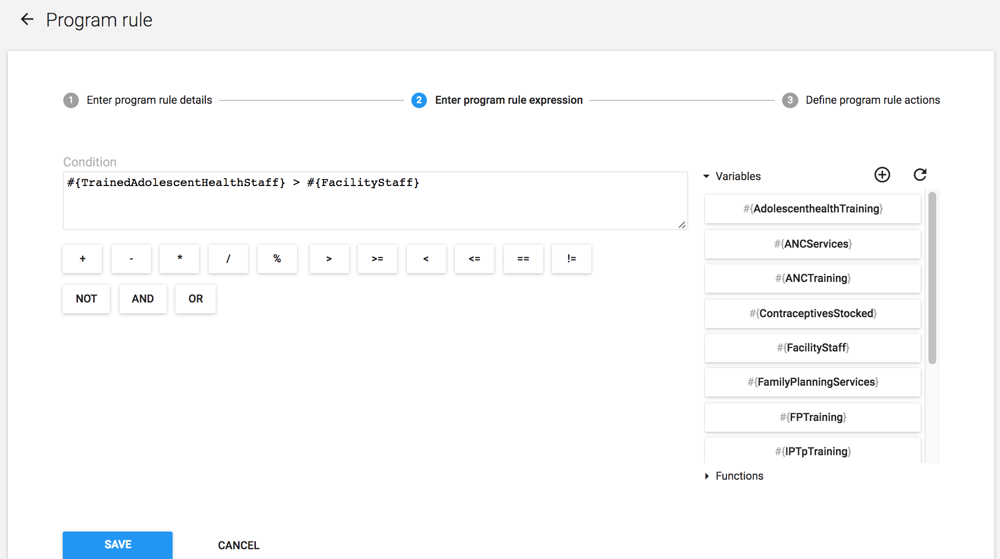 Program rule
1 Enter program rule details 2 Enter program rule expression 3 Define program rule actions
Condition
#{TrainedAdolescentHealthStaff} > #{FacilityStaff}
+ - * / % > >= < <= == !=
NOT AND OR
Variables
#{AdolescenthealthTraining}
#{ANCServices}
#{ANCTraining}
#{ContraceptivesStocked}
#{FacilityStaff}
#{FamilyPlanningServices}
#{FPTraining}
#{IPTpTraining}
Functions
SAVE CANCEL